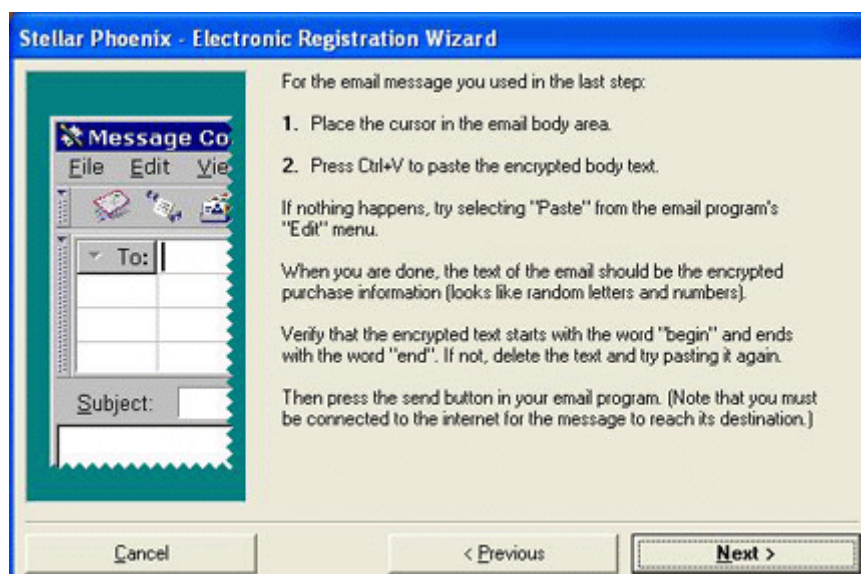 Stellar Phoenix - Electronic Registration Wizard
For the email message you used in the last step:
1. Place the cursor in the email body area.
2. Press Ctrl+V to paste the encrypted body text.
If nothing happens, try selecting "Paste" from the email program's
"Edit" menu.
When you are done, the text of the email should be the encrypted
purchase information (looks like random letters and numbers).
Verify that the encrypted text starts with the word "begin" and ends
with the word "end". If not, delete the text and try pasting it again.
Then press the send button in your email program. (Note that you must
be connected to the internet for the message to reach its destination.)
Message Co
File Edit Vie
To:
Subject:
Cancel
< Previous
Next >